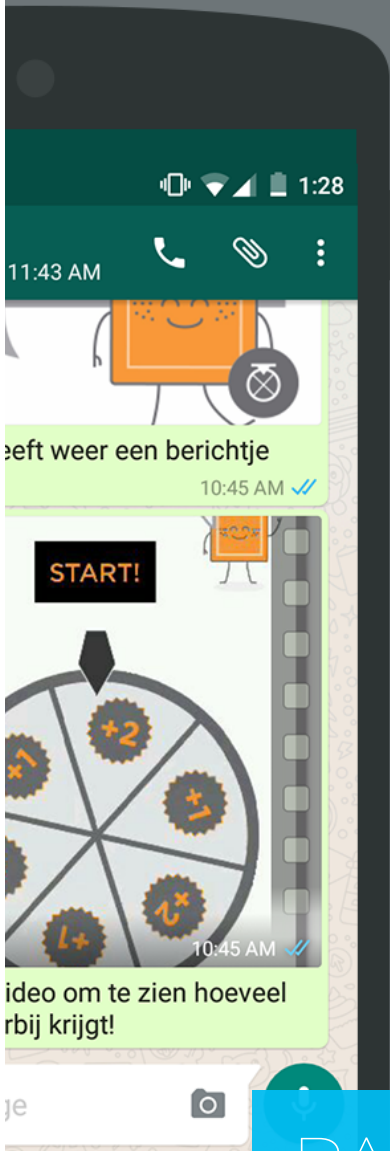 1:28
11:43 AM
eeft weer een berichtje
10:45 AM
START!
+2
+1
+1
+2
+1
10:45 AM
ideo om te zien hoeveel
rbij krijgt!
ge